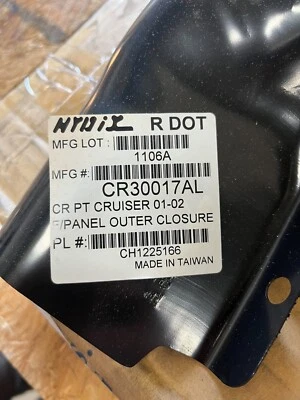 R DOT
MFG LOT :
1106A
MFG #:
CR30017AL
CR PT CRUISER 01-02
F/PANEL OUTER CLOSURE
PL #:
CH1225166
MADE IN TAIWAN